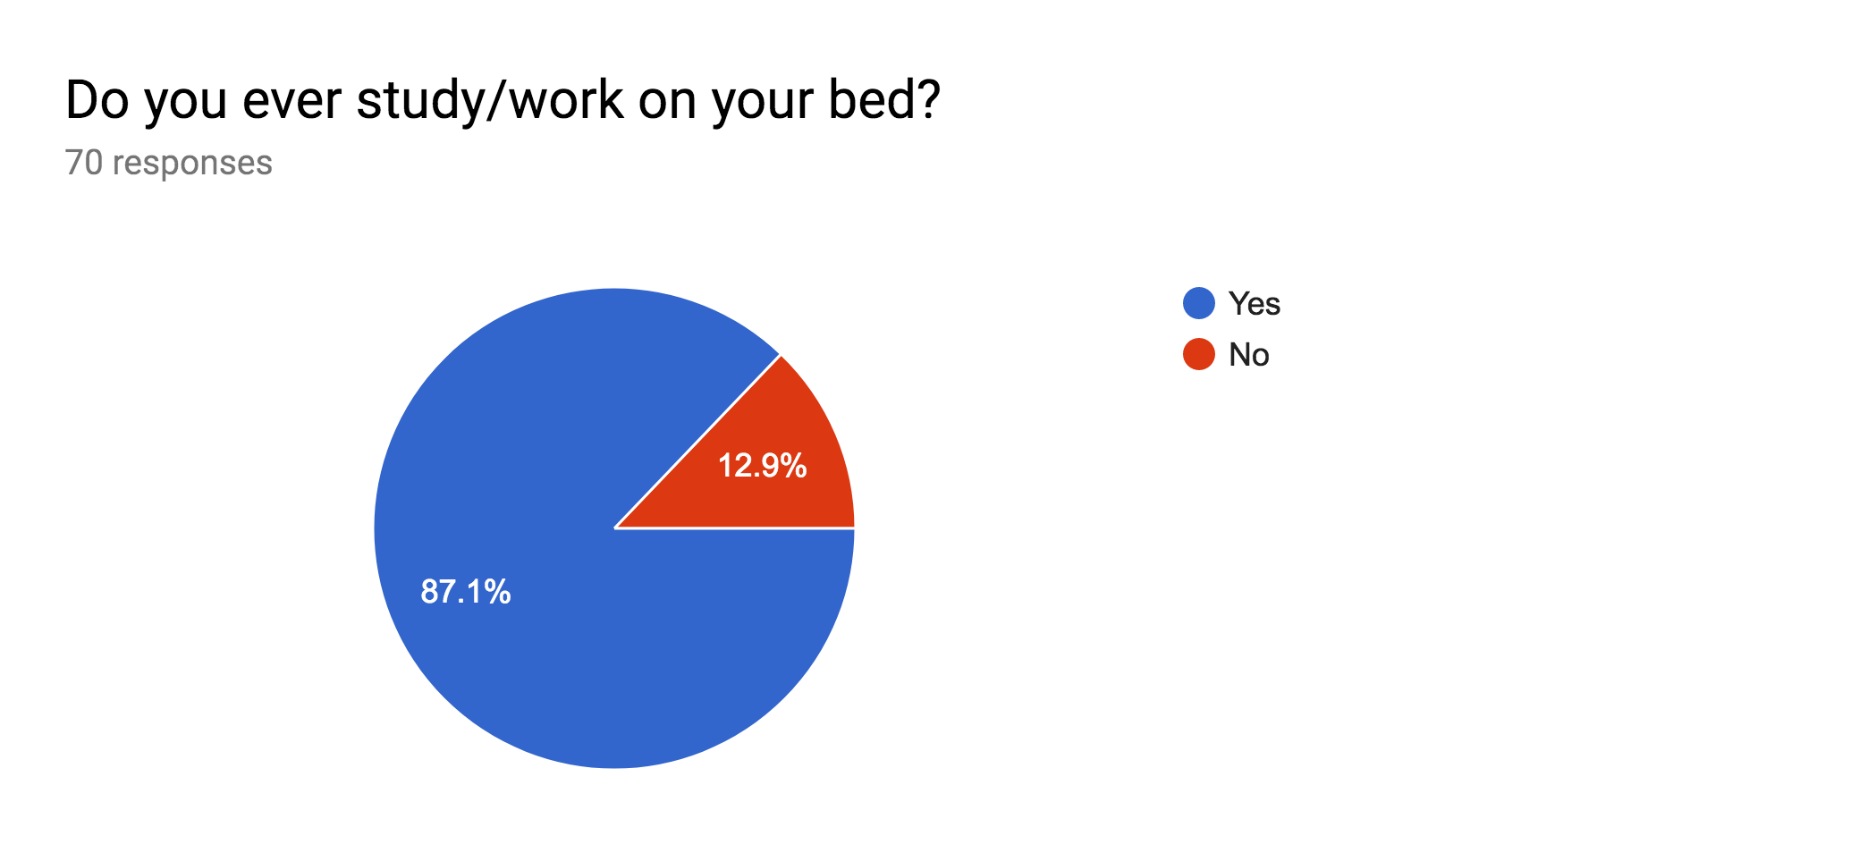 Do you ever study/work on your bed?
70 responses
Yes
No
12.9%
87.1%